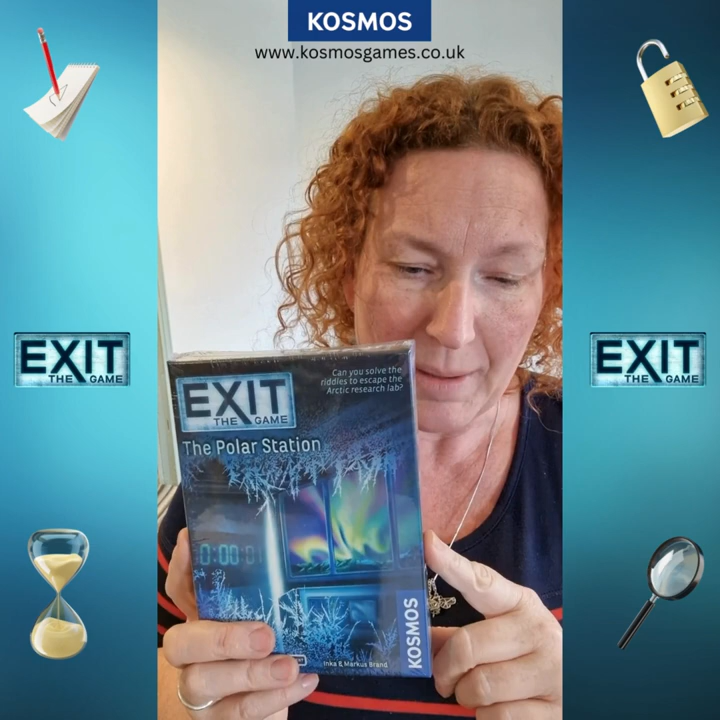 KOSMOS
www.kosmosgames.co.uk
EXIT
THE GAME
EXIT
THE GAME
EXIT
THE GAME
Can you solve the
riddles to escape the
Arctic research lab?
The Polar Station
0:00 01
KOSMOS
Inka & Markus Brand